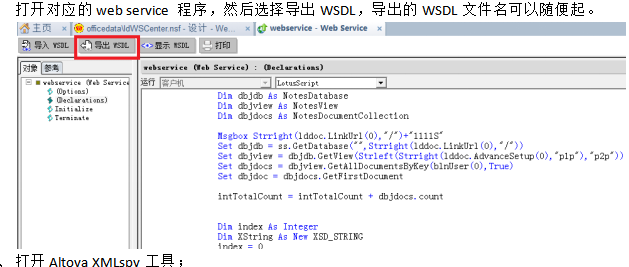 打开对应的 web service 程序，然后选择导出 WSDL，导出的 WSDL 文件名可以随便起。
主页 officedata\ldWSCenter.nsf - 设计 - We... webservice - Web Service
导入 WSDL 导出 WSDL 显示 WSDL 打印
对象 参考 webservice (Web Service) : (Declarations)
webservice (Web Service
(Options)
(Declarations)
Initialize
Terminate
运行 客户机 LotusScript
Dim dbjdb As NotesDatabase
Dim dbjview As NotesView
Dim dbjdocs As NotesDocumentCollection
Msgbox Strright(lddoc.LinkUrl(0),"/")+"1111S"
Set dbjdb = ss.GetDatabase("",Strright(lddoc.LinkUrl(0),"/"))
Set dbjview = dbjdb.GetView(Strleft(Strright(lddoc.AdvanceSetup(0),"p1p"),"p2p"))
Set dbjdocs = dbjview.GetAllDocumentsByKey(blnUser(0),True)
Set dbjdoc = dbjdocs.GetFirstDocument
intTotalCount = intTotalCount + dbjdocs.count
Dim index As Integer
Dim XString As New XSD_STRING
index = 0
、打开 Altova XMLspy 工具；